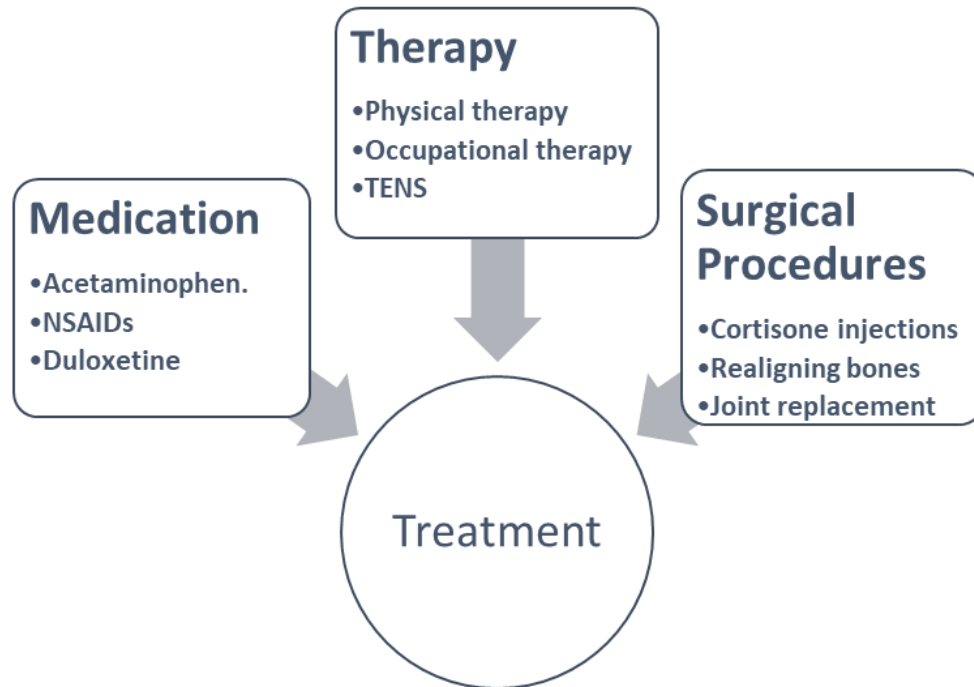 Therapy
•Physical therapy
•Occupational therapy
•TENS
Medication
•Acetaminophen.
•NSAIDs
•Duloxetine
Surgical
Procedures
•Cortisone injections
•Realigning bones
•Joint replacement
Treatment